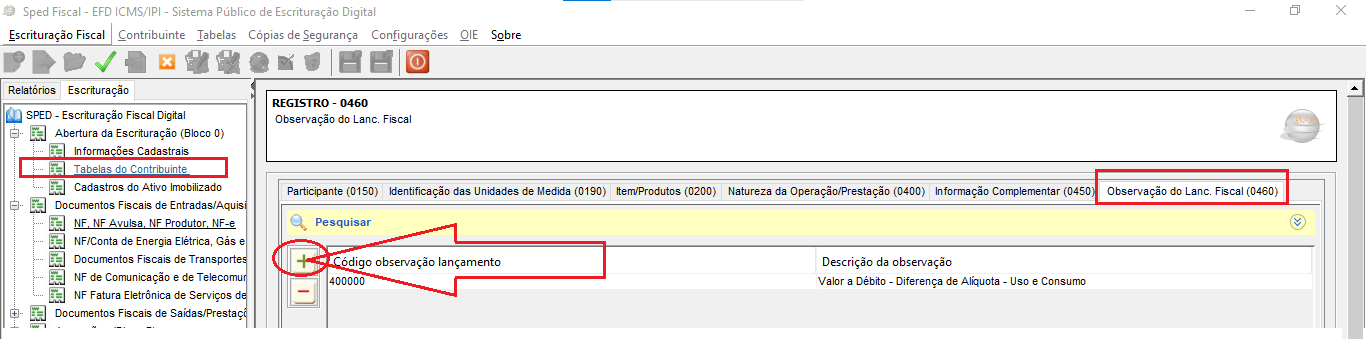 Sped Fiscal - EFD ICMS/IPI - Sistema Público de Escrituração Digital
Escrituração Fiscal Contribuinte Tabelas Cópias de Segurança Configurações OIE Sobre
Relatórios Escrituração
SPED - Escrituração Fiscal Digital
Abertura da Escrituração (Bloco 0)
Informações Cadastrais
Tabelas do Contribuinte
Cadastros do Ativo Imobilizado
Documentos Fiscais de Entradas/Aquisi
NF, NF Avulsa, NF Produtor, NF-e
NF/Conta de Energia Elétrica, Gás e
Documentos Fiscais de Transportes
NF de Comunicação e de Telecomun
NF Fatura Eletrônica de Serviços de
Documentos Fiscais de Saídas/Prestaçõ
REGISTRO - 0460
Observação do Lanc. Fiscal
Participante (0150) Identificação das Unidades de Medida (0190) Item/Produtos (0200) Natureza da Operação/Prestação (0400) Informação Complementar (0450) Observação do Lanc. Fiscal (0460)
Pesquisar
Código observação lançamento Descrição da observação
400000 Valor a Débito - Diferença de Alíquota - Uso e Consumo